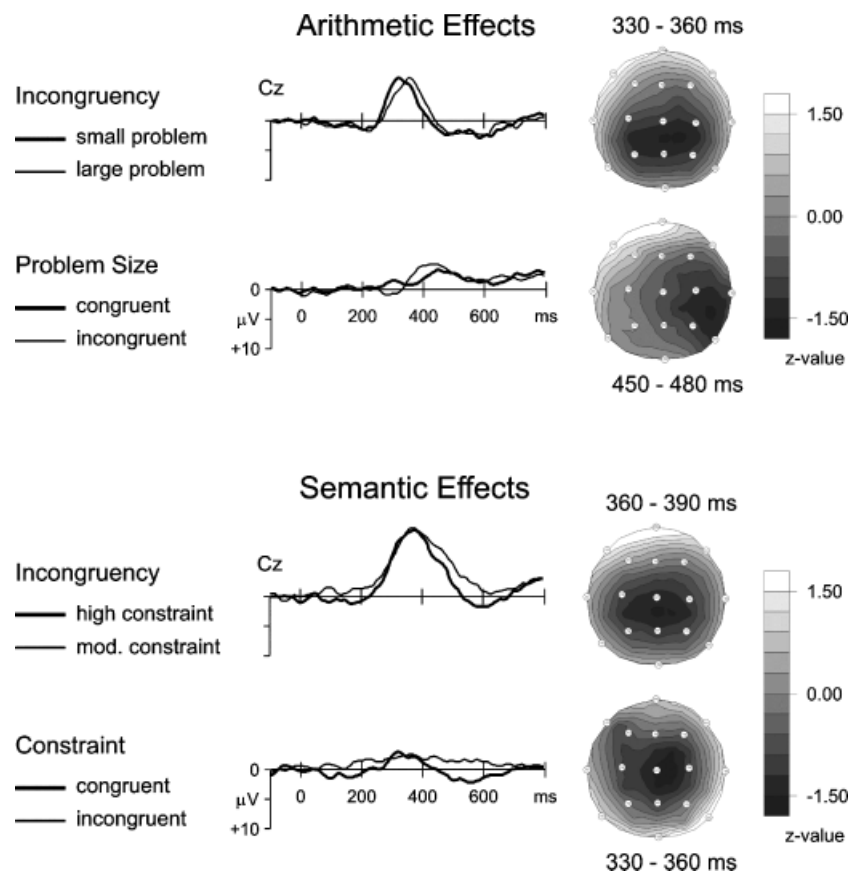 Arithmetic Effects
330 - 360 ms
Incongruency
small problem
large problem
Cz
1.50
0.00
-1.50
z-value
Problem Size
congruent
incongruent
0
µV
+10
0 200 400 600 ms
450 - 480 ms
Semantic Effects
360 - 390 ms
Incongruency
high constraint
mod. constraint
Cz
1.50
0.00
-1.50
z-value
Constraint
congruent
incongruent
0
µV
+10
0 200 400 600 ms
330 - 360 ms